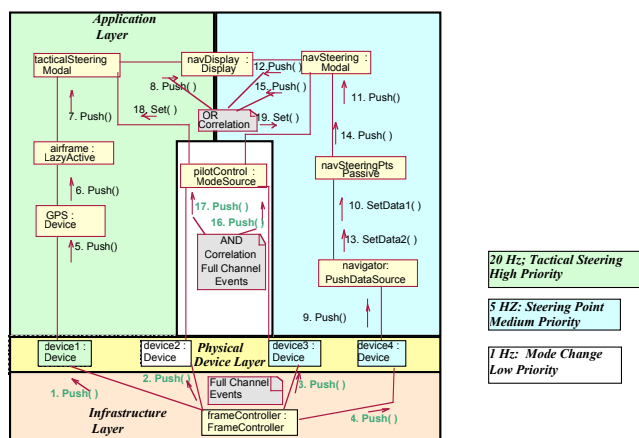 Application
Layer
tacticalSteering
Modal
navDisplay :
Display
navSteering :
Modal
12.Push( )
8. Push( )
15.Push( )
11. Push()
7. Push()
18. Set( )
OR
Correlation
19. Set( )
14. Push( )
airframe :
LazyActive
pilotControl :
ModeSource
navSteeringPts
Passive
6. Push()
17. Push( )
16. Push( )
10. SetData1( )
GPS :
Device
AND
Correlation
Full Channel
Events
13. SetData2( )
5. Push()
navigator:
PushDataSource
9. Push()
20 Hz; Tactical Steering
High Priority
5 HZ: Steering Point
Medium Priority
1 Hz: Mode Change
Low Priority
device1 :
Device
device2 :
Device
Physical
Device Layer
device3 :
Device
device4 :
Device
1. Push( )
2. Push( )
Full Channel
Events
3. Push( )
Infrastructure
Layer
frameController :
FrameController
4. Push( )